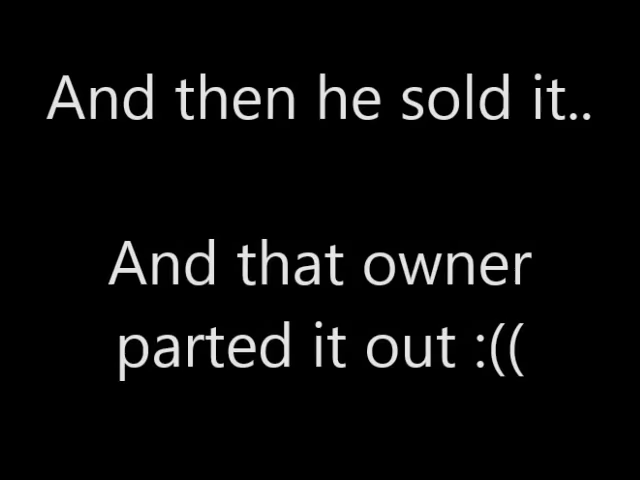 And then he sold it..
And that owner
parted it out :((